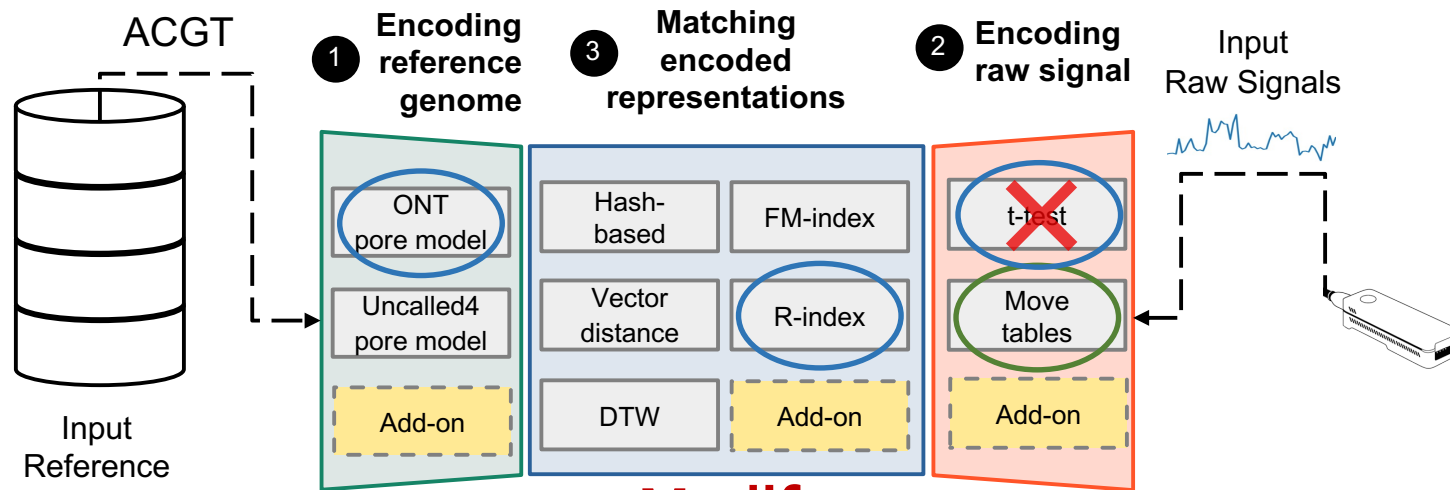 ACGT
1
Encoding
reference
genome
3
Matching
encoded
representations
2
Encoding
raw signal
Input
Raw Signals
ONT
pore model
Uncalled4
pore model
Add-on
Hash-
based
FM-index
Vector
distance
R-index
DTW
Add-on
t-test
Move
tables
Add-on
Input
Reference